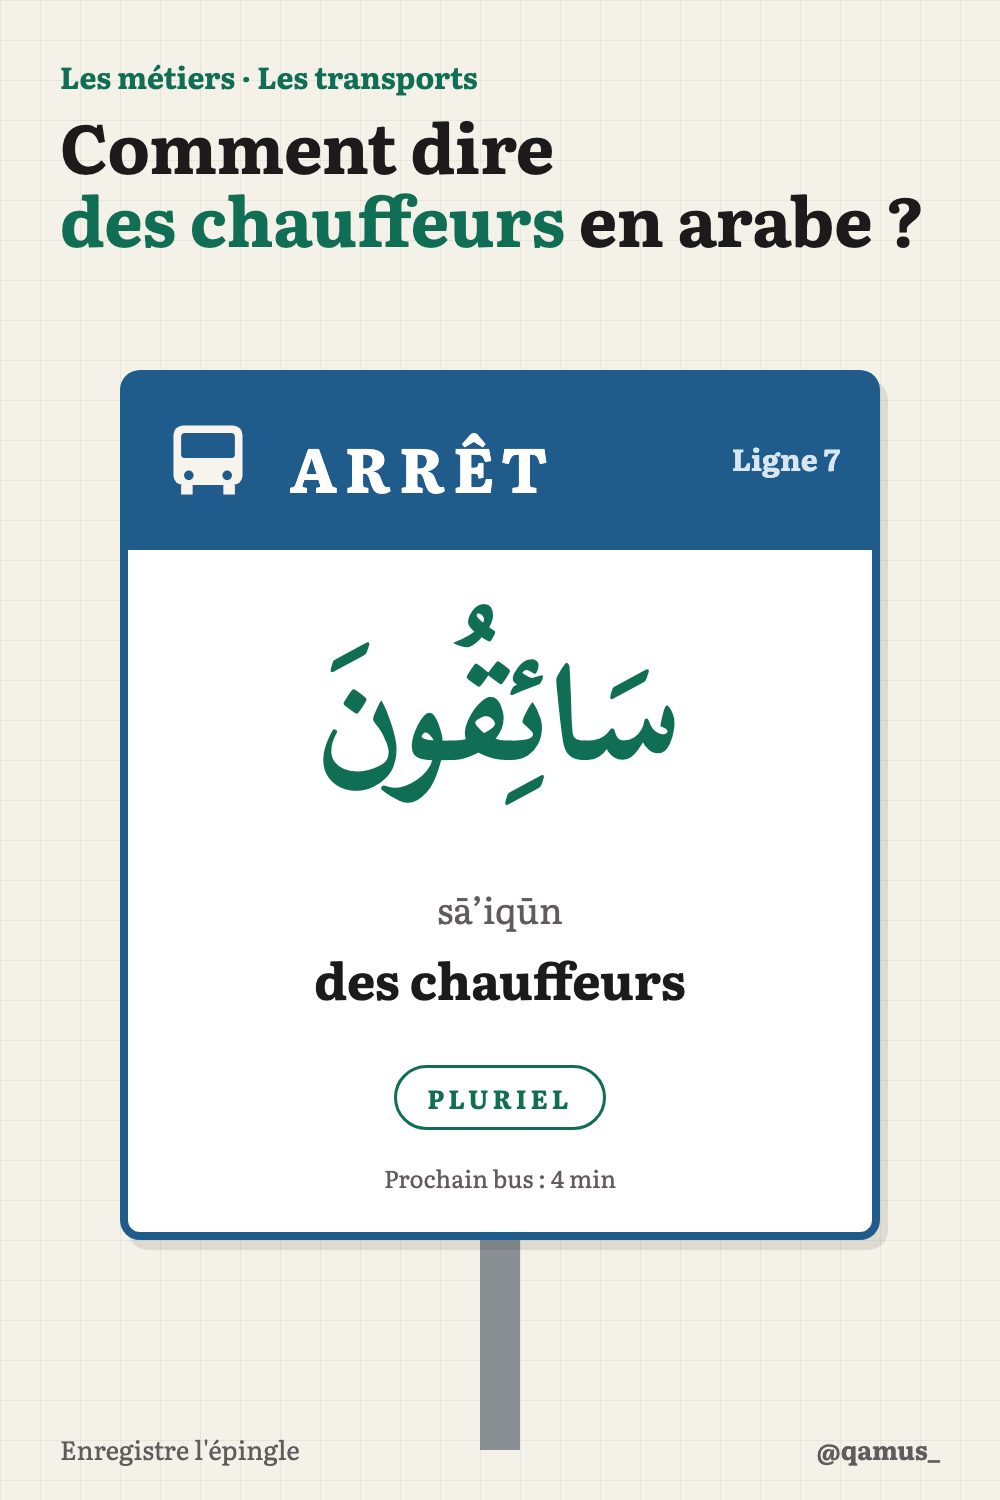 Les métiers · Les transports
Comment dire
des chauffeurs en arabe ?
ARRÊT
Ligne 7
سَائِقُونَ
sā’iqūn
des chauffeurs
PLURIEL
Prochain bus : 4 min
Enregistre l'épingle
@qamus_